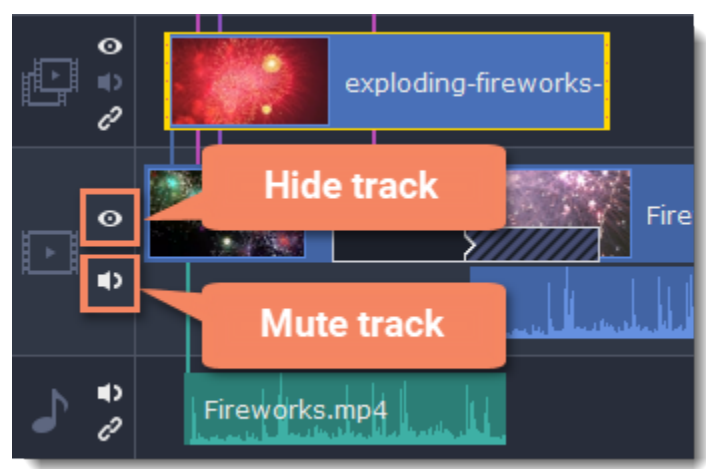 exploding-fireworks-
Hide track
Fire
Mute track
Fireworks.mp4